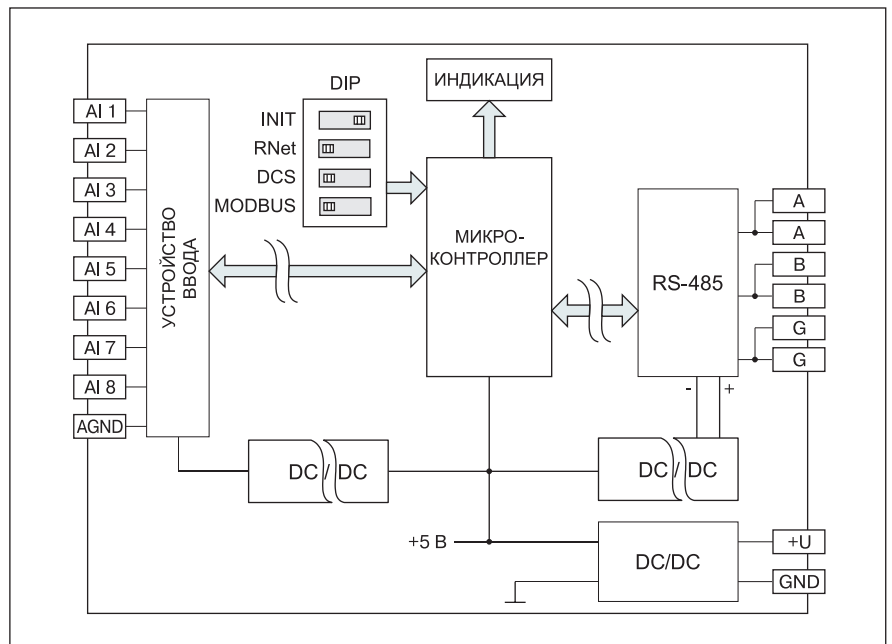 DIP
ИНДИКАЦИЯ
INIT
RNet
DCS
MODBUS
AI 1
AI 2
AI 3
AI 4
AI 5
AI 6
AI 7
AI 8
AGND
УСТРОЙСТВО
ВВОДА
МИКРО-
КОНТРОЛЛЕР
RS-485
A
A
B
B
G
G
- +
DC / DC
DC / DC
+5 В
DC/DC
+U
GND